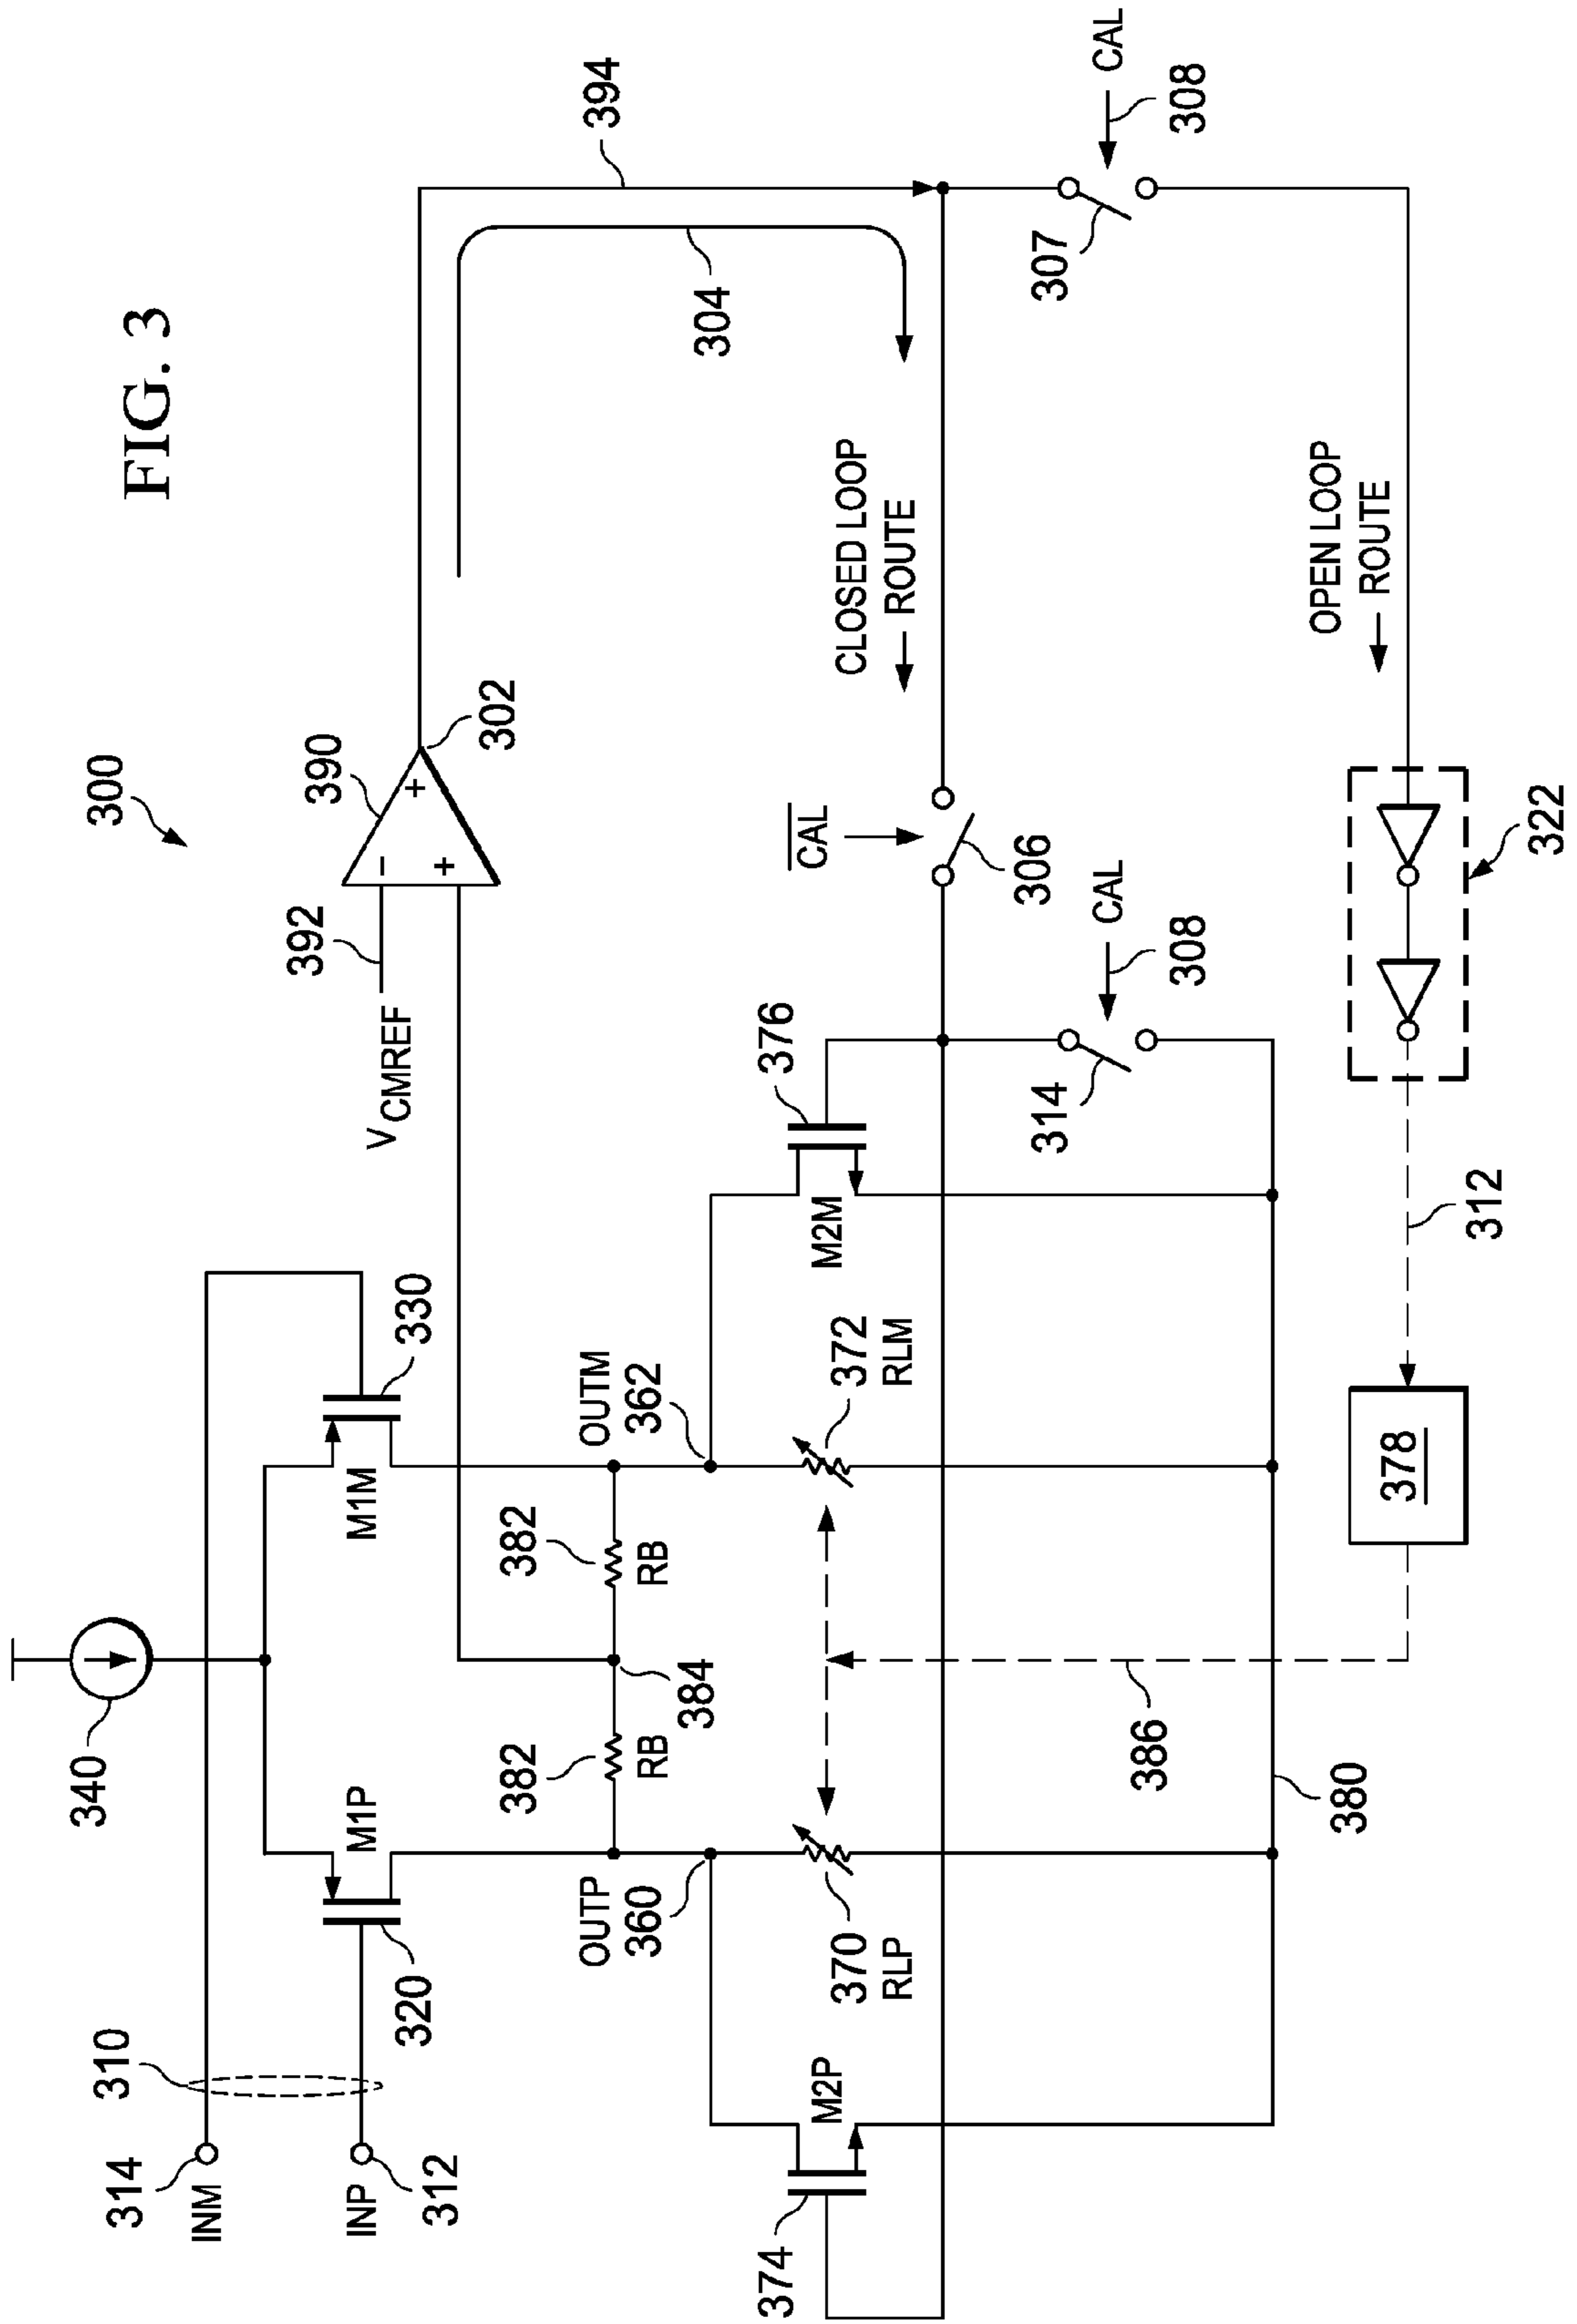 FIG. 3
300
340
310
314
INM
INP
312
320
M1P
M1M
330
392
VCMREF
390
−
+
+
302
394
304
382
RB
382
RB
384
OUTP
360
OUTM
362
370
RLP
372
RLM
374
M2P
M2M
376
CAL
306
CLOSED LOOP
ROUTE
CAL
308
307
CAL
308
314
OPEN LOOP
ROUTE
322
312
378
386
380